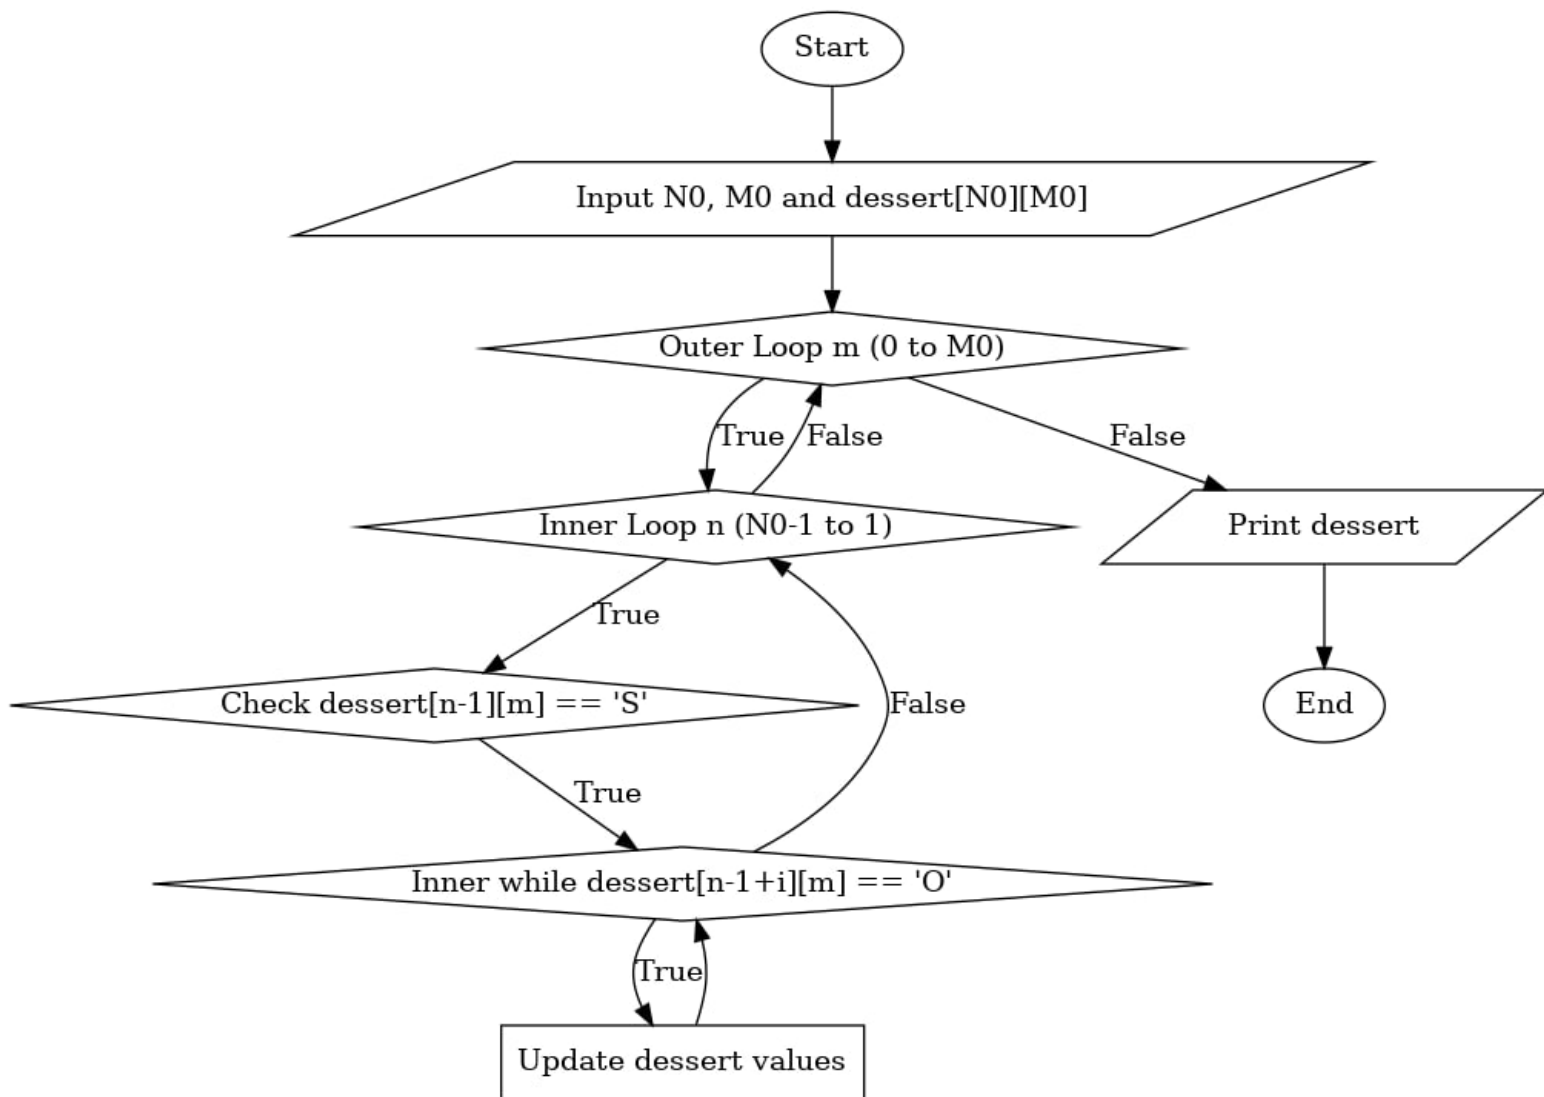 Start
Input N0, M0 and dessert[N0][M0]
Outer Loop m (0 to M0)
True
False
False
Inner Loop n (N0-1 to 1)
Print dessert
True
Check dessert[n-1][m] == 'S'
False
End
True
Inner while dessert[n-1+i][m] == 'O'
True
Update dessert values